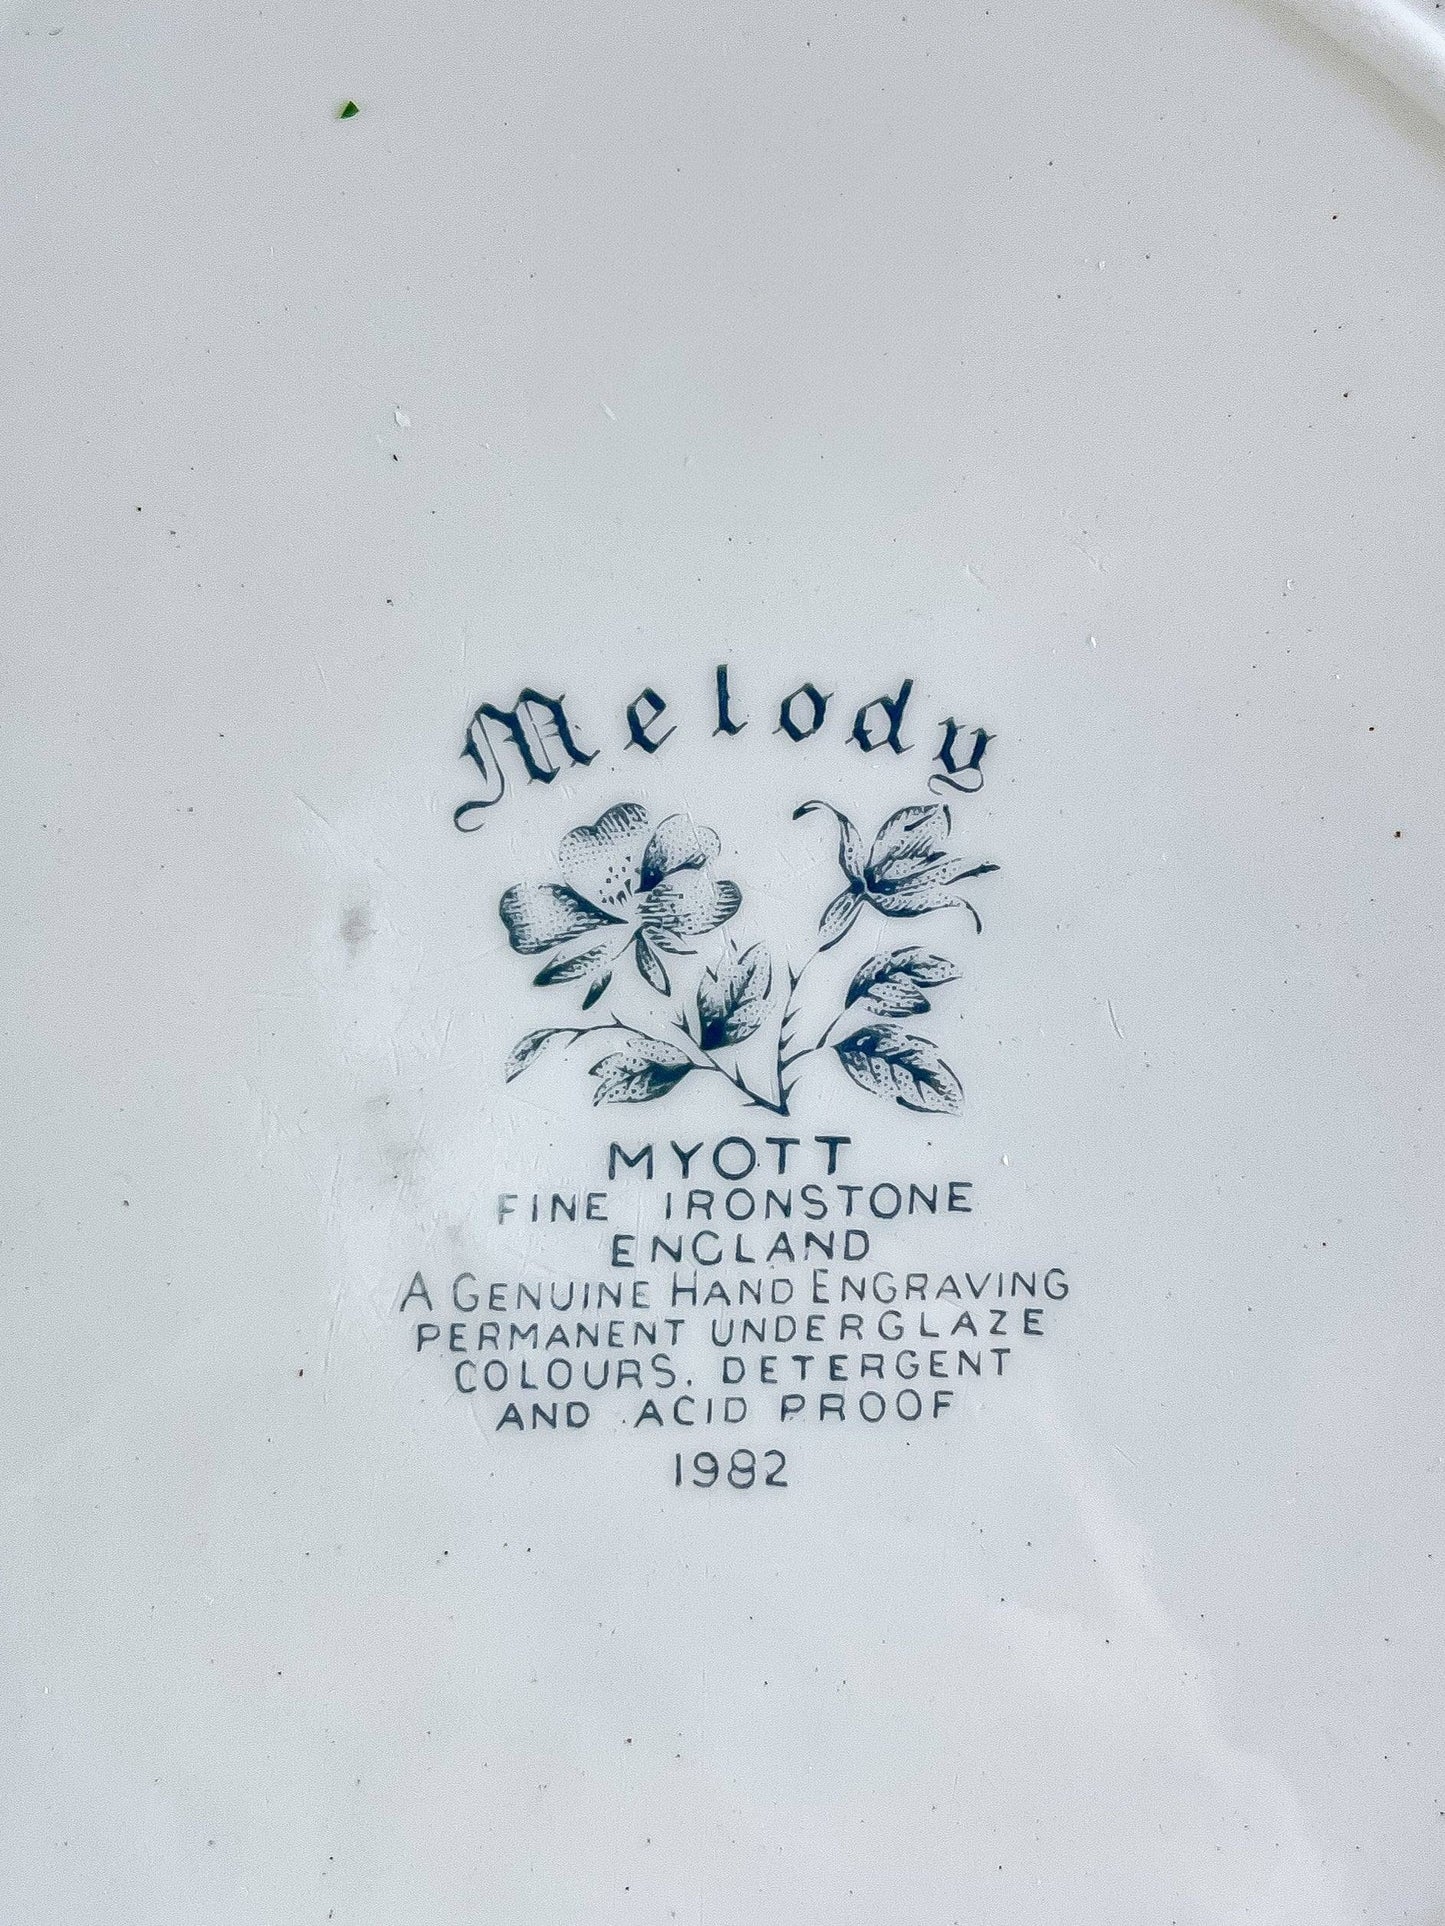 Melody
MYOTT
FINE IRONSTONE
ENGLAND
A GENUINE HAND ENGRAVING
PERMANENT UNDERGLAZE
COLOURS. DETERGENT
AND ACID PROOF
1982